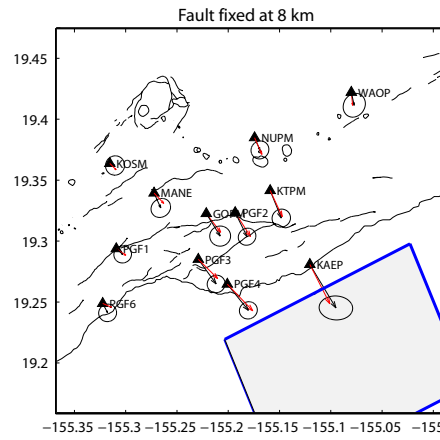 Fault fixed at 8 km
19.45
WAOP
19.4
NUPM
KOSM
19.35
MANE
KTPM
PGF2
19.3
PGF1
PGF3
KAEP
PGF4
19.25
PGF6
19.2
−155.35 −155.3 −155.25 −155.2 −155.15 −155.1 −155.05